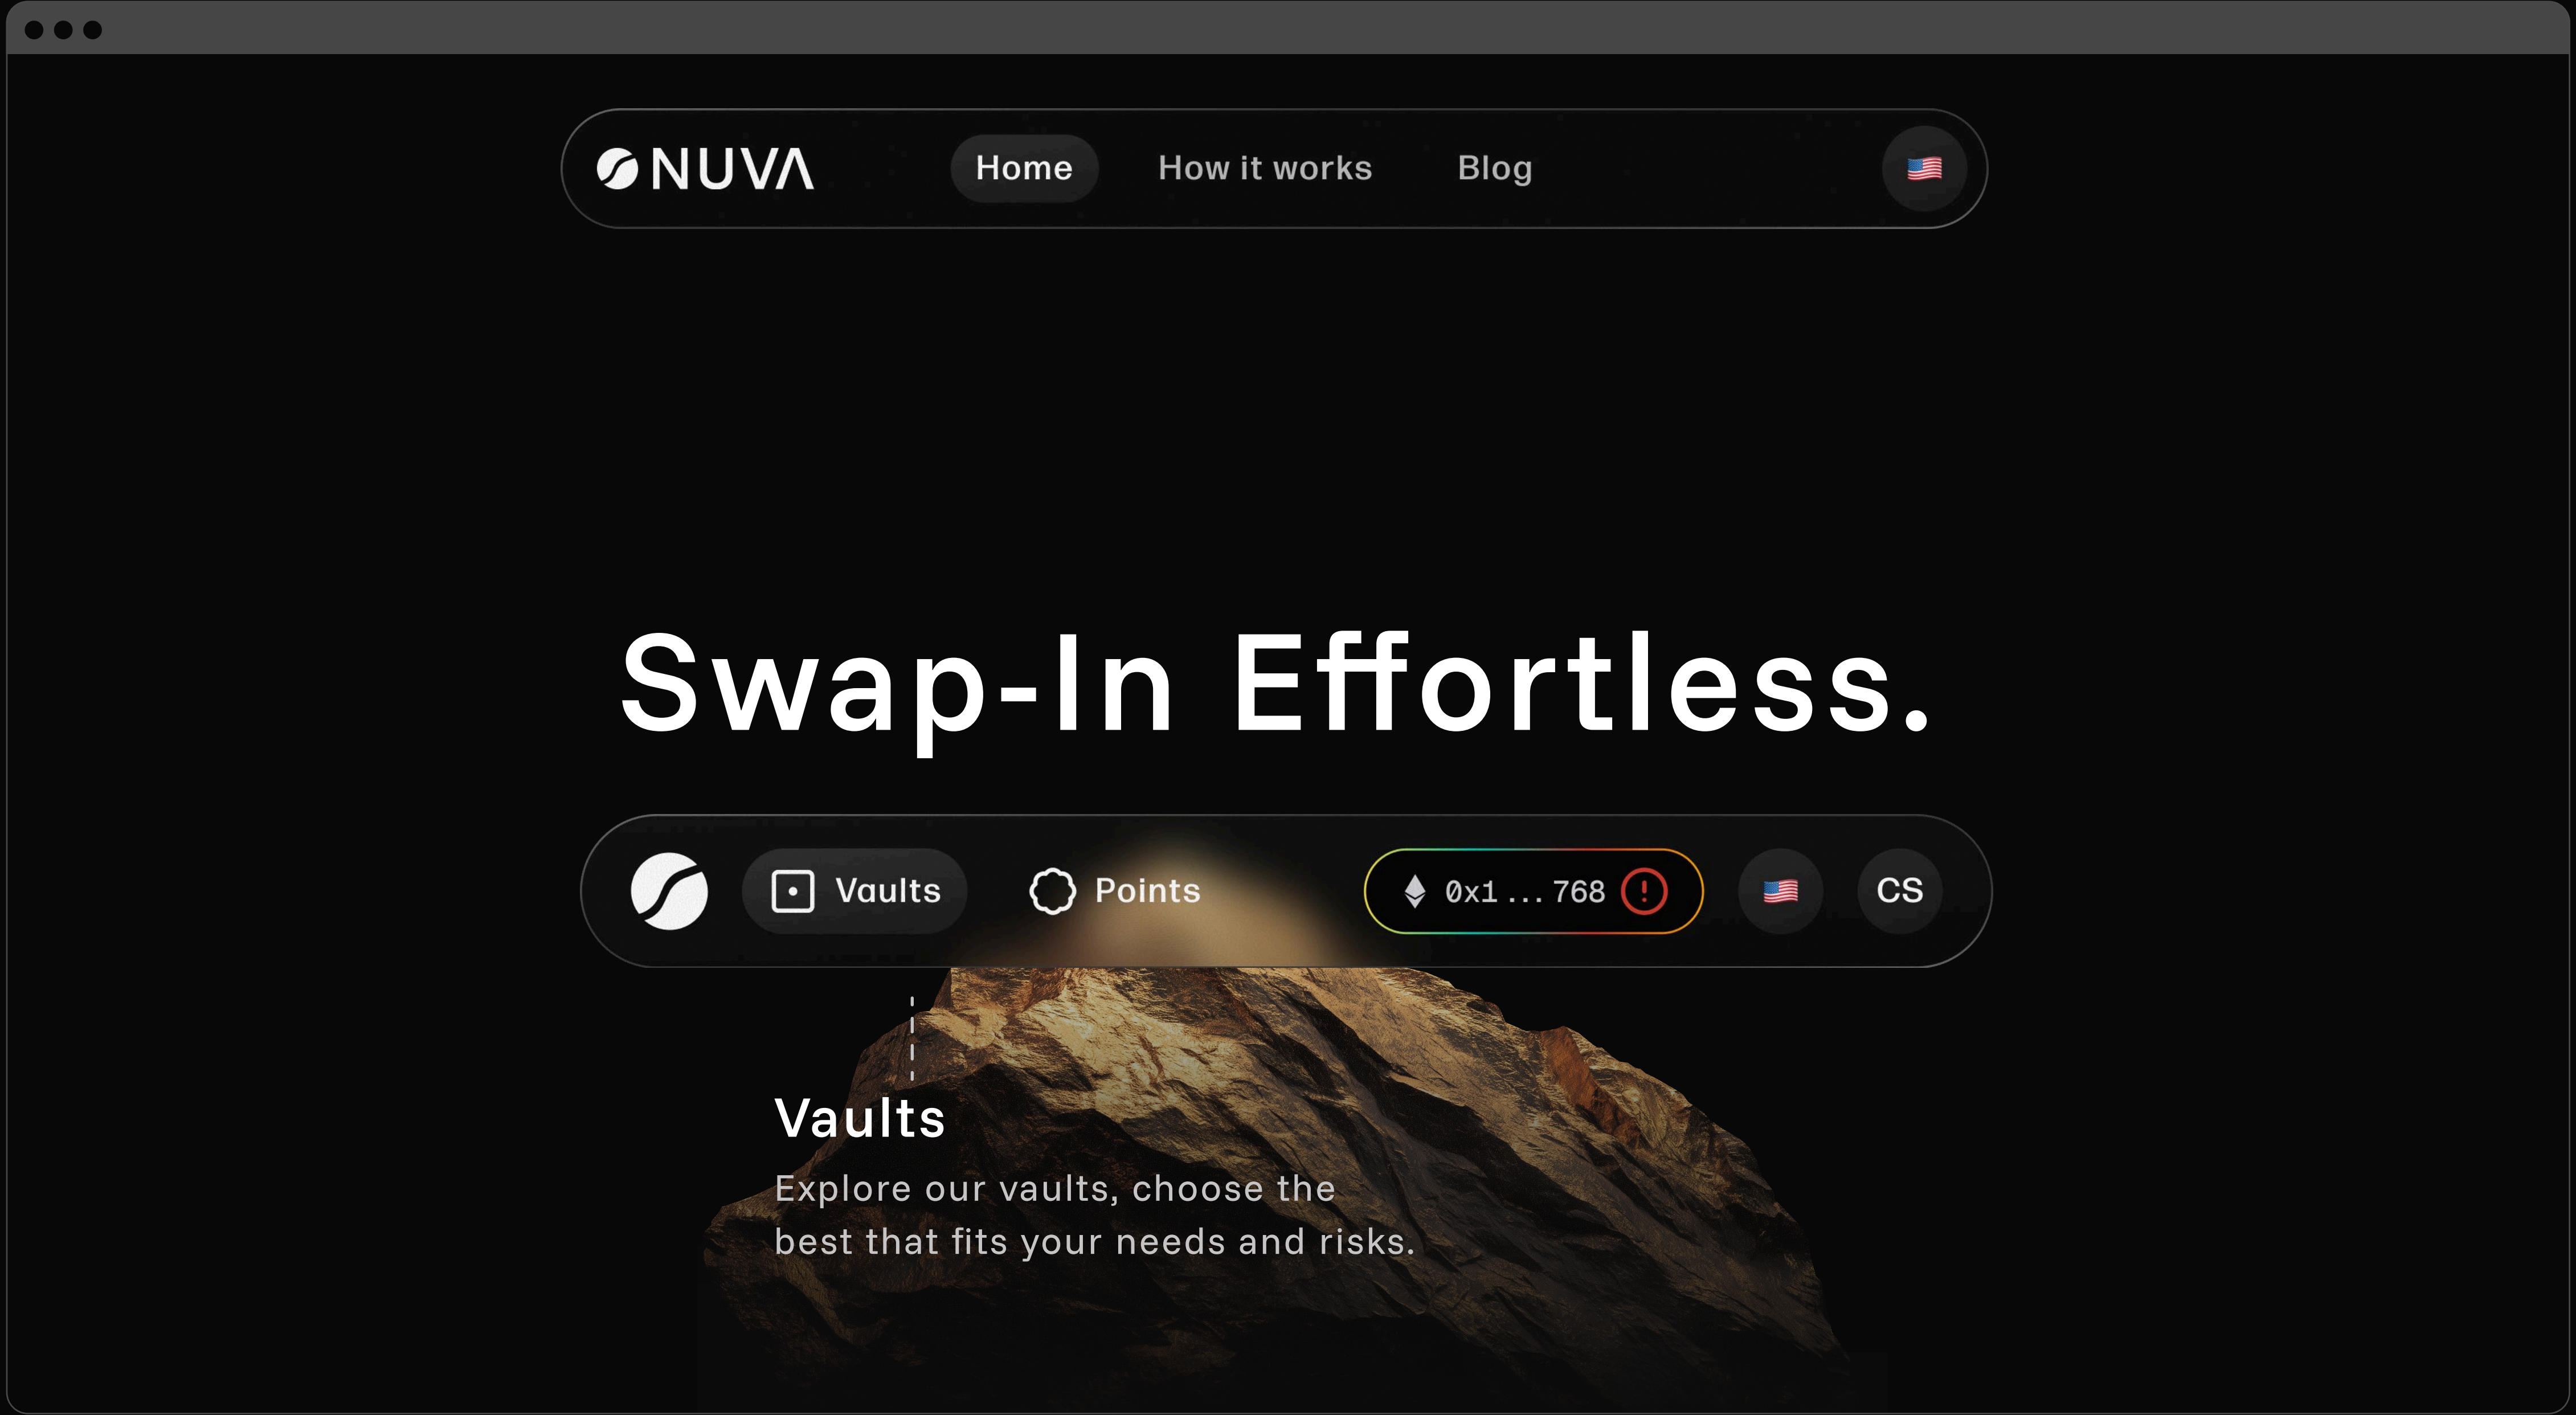 NUVA
Home
How it works
Blog
Swap-In Effortless.
Vaults
Points
0x1...768
CS
Vaults
Explore our vaults, choose the
best that fits your needs and risks.